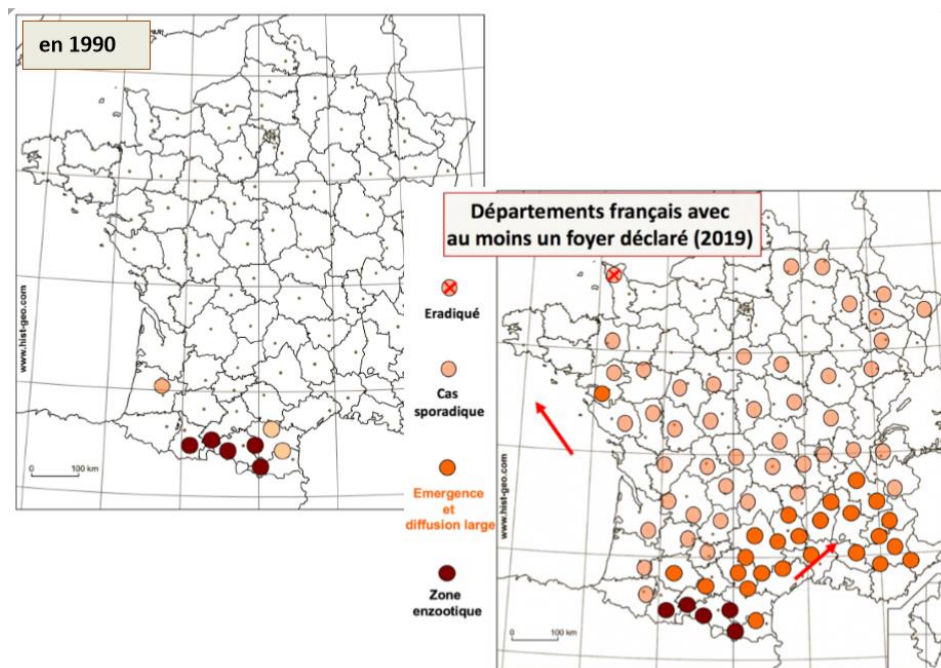 en 1990
www.hist-geo.com
0 100 km
Départements français avec
au moins un foyer déclaré (2019)
Eradiqué
Cas
sporadique
Emergence
et
diffusion large
Zone
enzootique
www.hist-geo.com
0 100 km